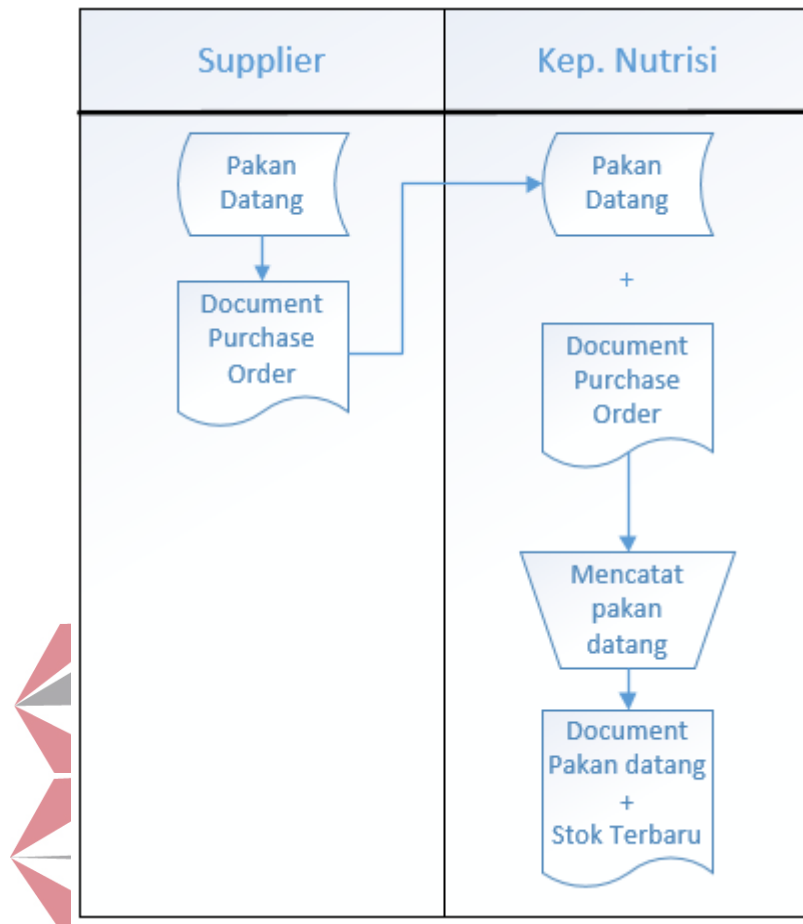 Supplier
Kep. Nutrisi
Pakan
Datang
Document
Purchase
Order
Pakan
Datang
+
Document
Purchase
Order
Mencatat
pakan
datang
Document
Pakan datang
+
Stok Terbaru